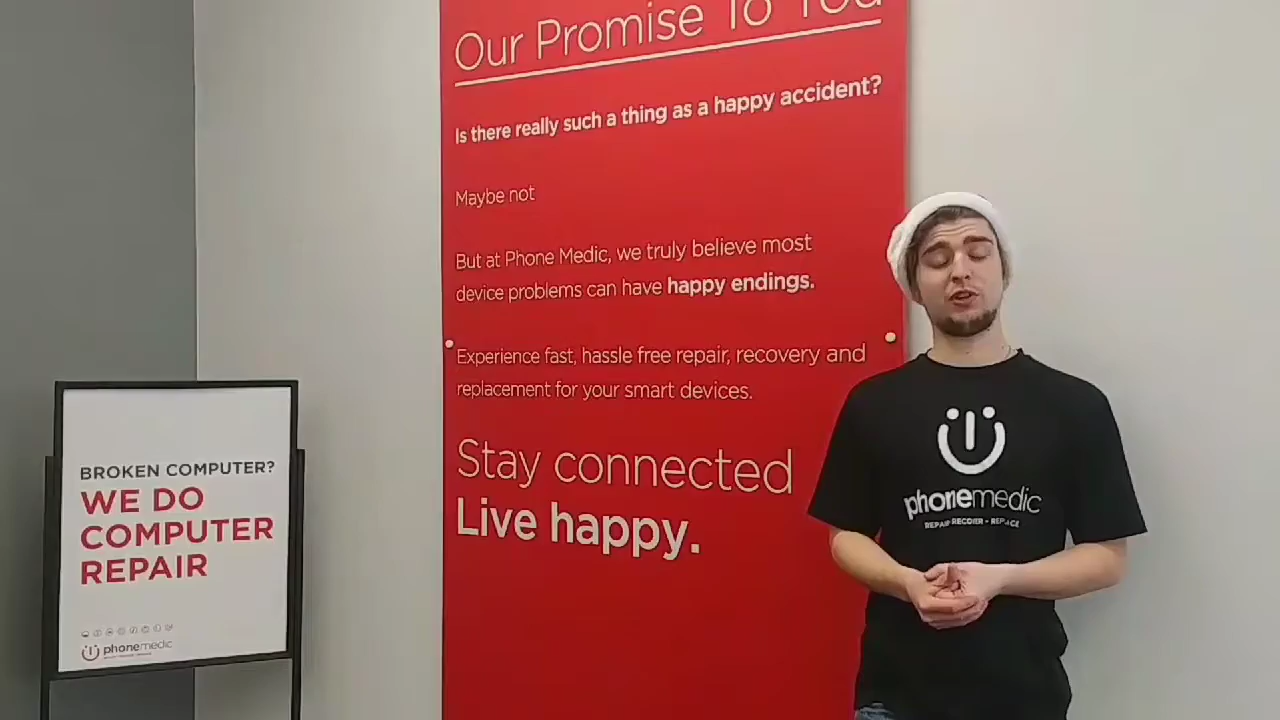 Our Promise To You
Is there really such a thing as a happy accident?
Maybe not
But at Phone Medic, we truly believe most
device problems can have happy endings.
Experience fast, hassle free repair, recovery and
replacement for your smart devices.
Stay connected
Live happy.
BROKEN COMPUTER?
WE DO
COMPUTER
REPAIR
phonemedic
phonemedic
REPAIR